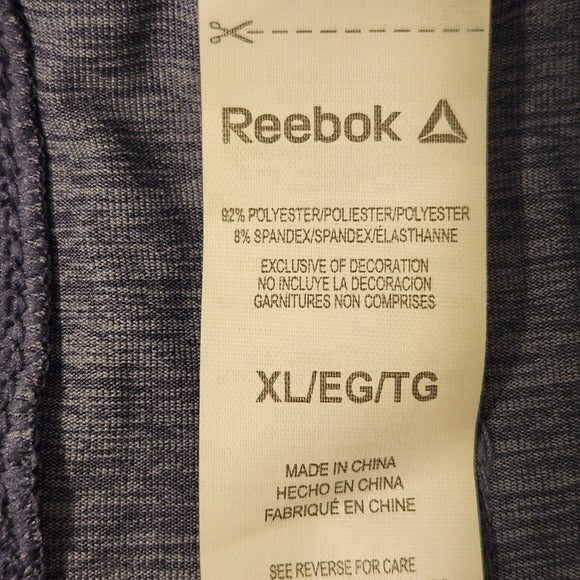 Reebok
92% POLYESTER/POLIESTER/POLYESTER
8% SPANDEX/SPANDEX/ÉLASTHANNE
EXCLUSIVE OF DECORATION
NO INCLUYE LA DECORACION
GARNITURES NON COMPRISES
XL/EG/TG
MADE IN CHINA
HECHO EN CHINA
FABRIQUÉ EN CHINE
SEE REVERSE FOR CARE